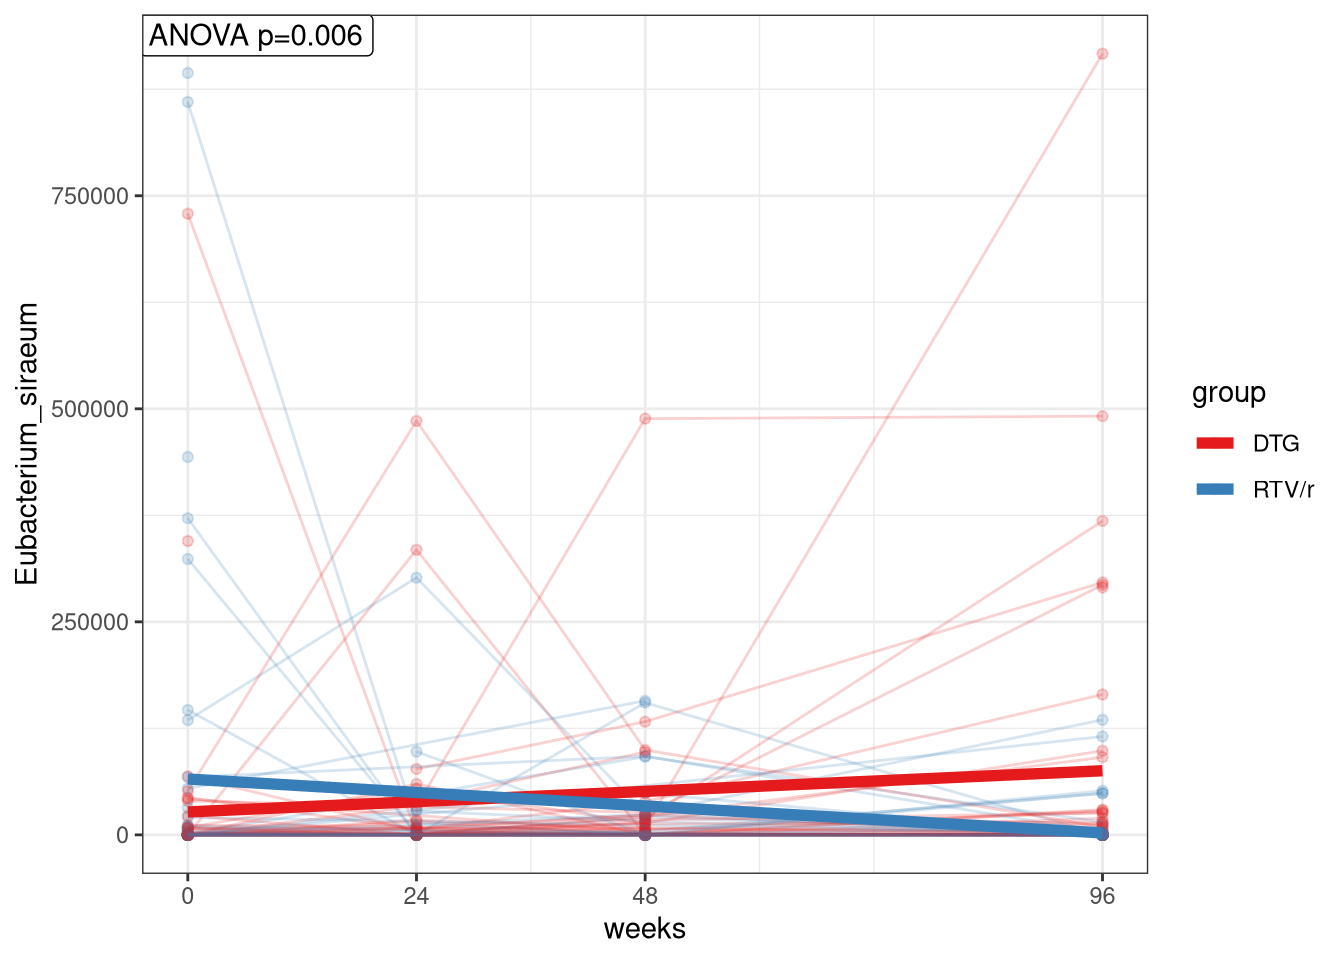 ANOVA p=0.006
Eubacterium_siraeum
750000
500000
250000
0
0 24 48 96
weeks
group
DTG
RTV/r